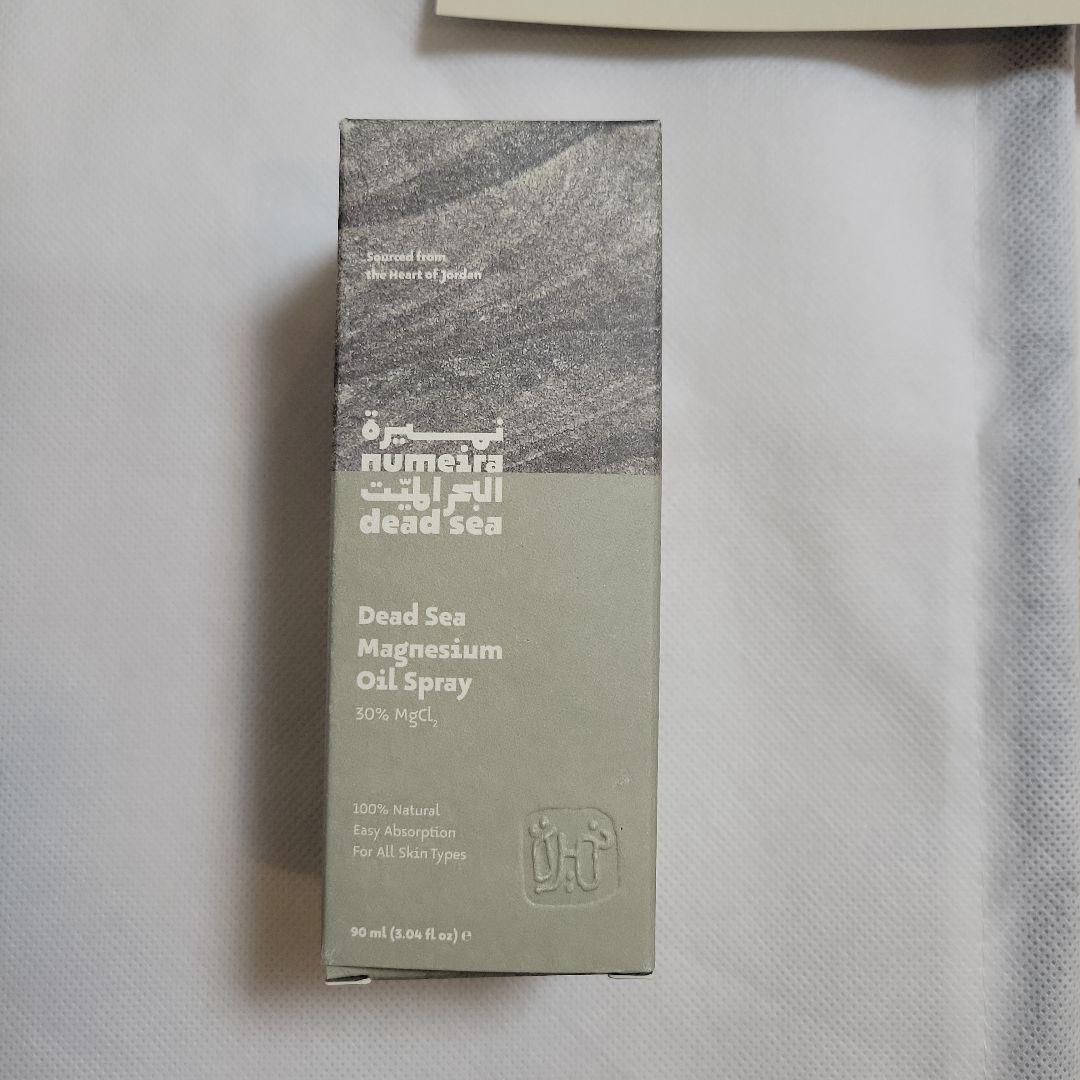 Sourced from
the Heart of Jordan
نميرة
numeira
البحر الميّت
dead sea
Dead Sea
Magnesium
Oil Spray
30% MgCl₂
100% Natural
Easy Absorption
For All Skin Types
نميرة
90 ml (3.04 fl oz) ℮